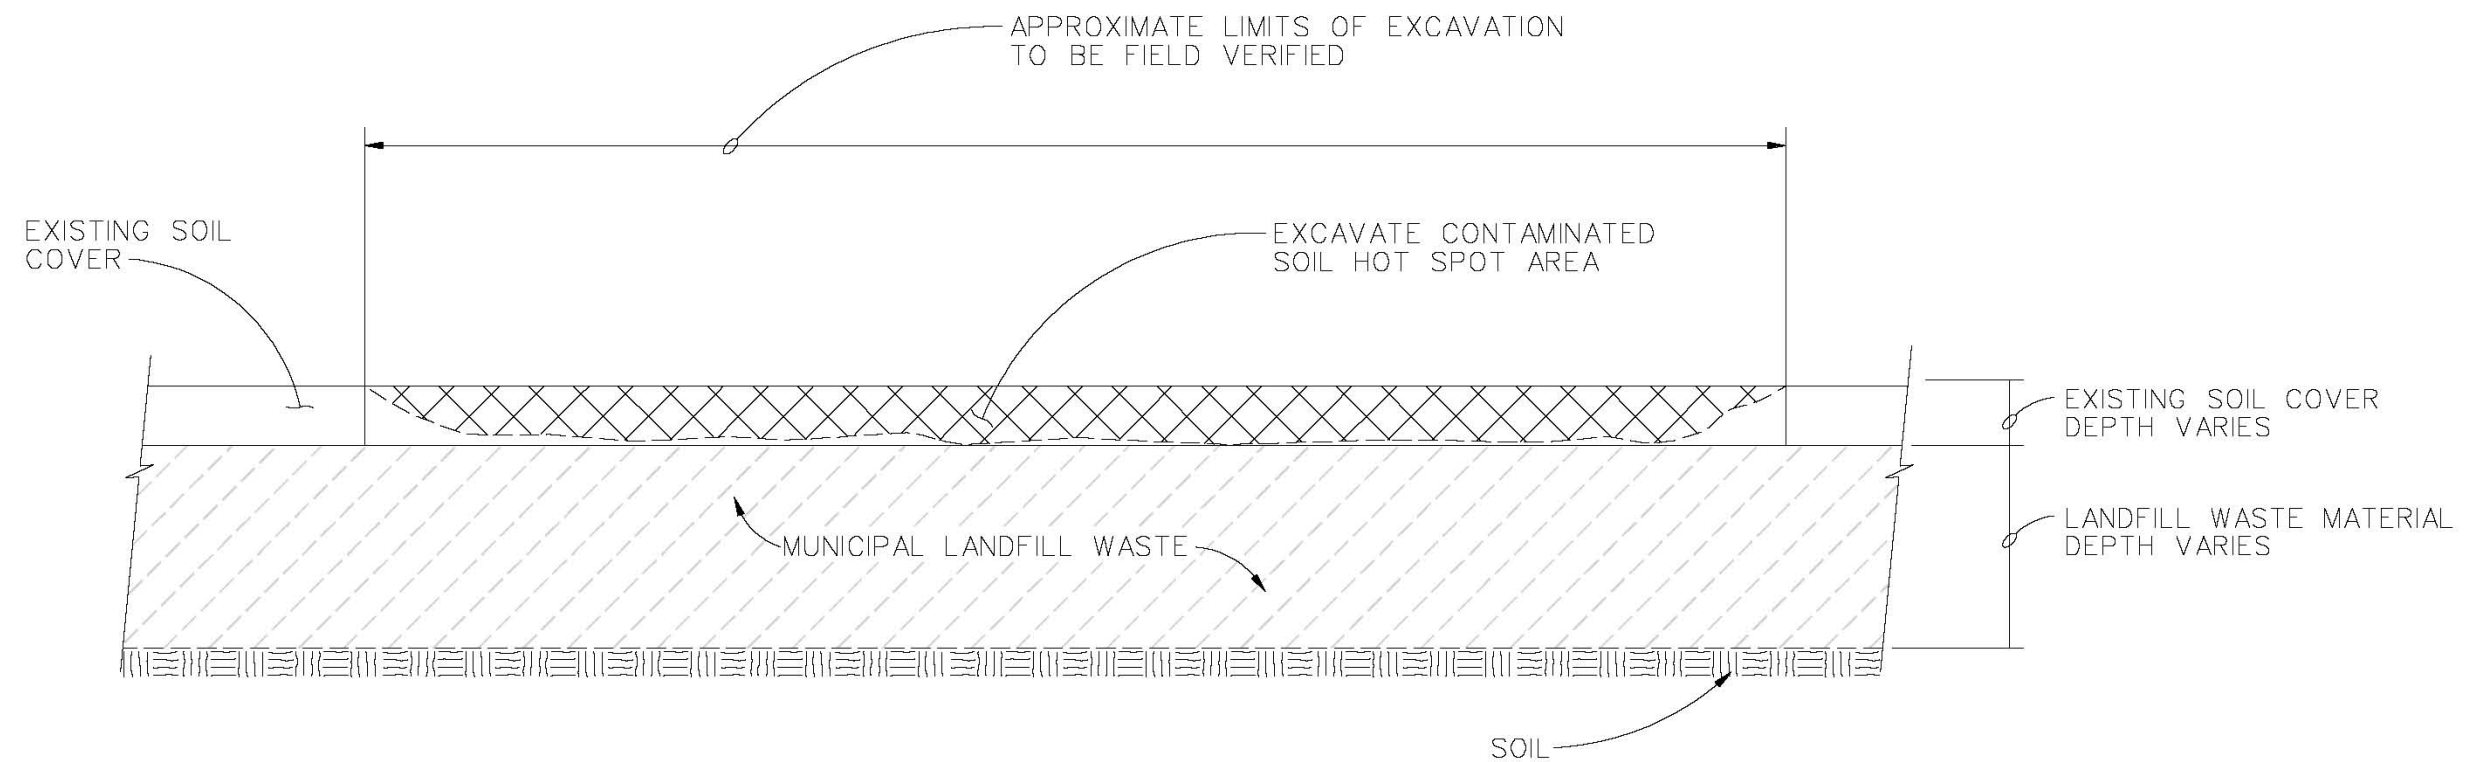 APPROXIMATE LIMITS OF EXCAVATION
TO BE FIELD VERIFIED
EXISTING SOIL
COVER
EXCAVATE CONTAMINATED
SOIL HOT SPOT AREA
EXISTING SOIL COVER
DEPTH VARIES
LANDFILL WASTE MATERIAL
DEPTH VARIES
MUNICIPAL LANDFILL WASTE
SOIL